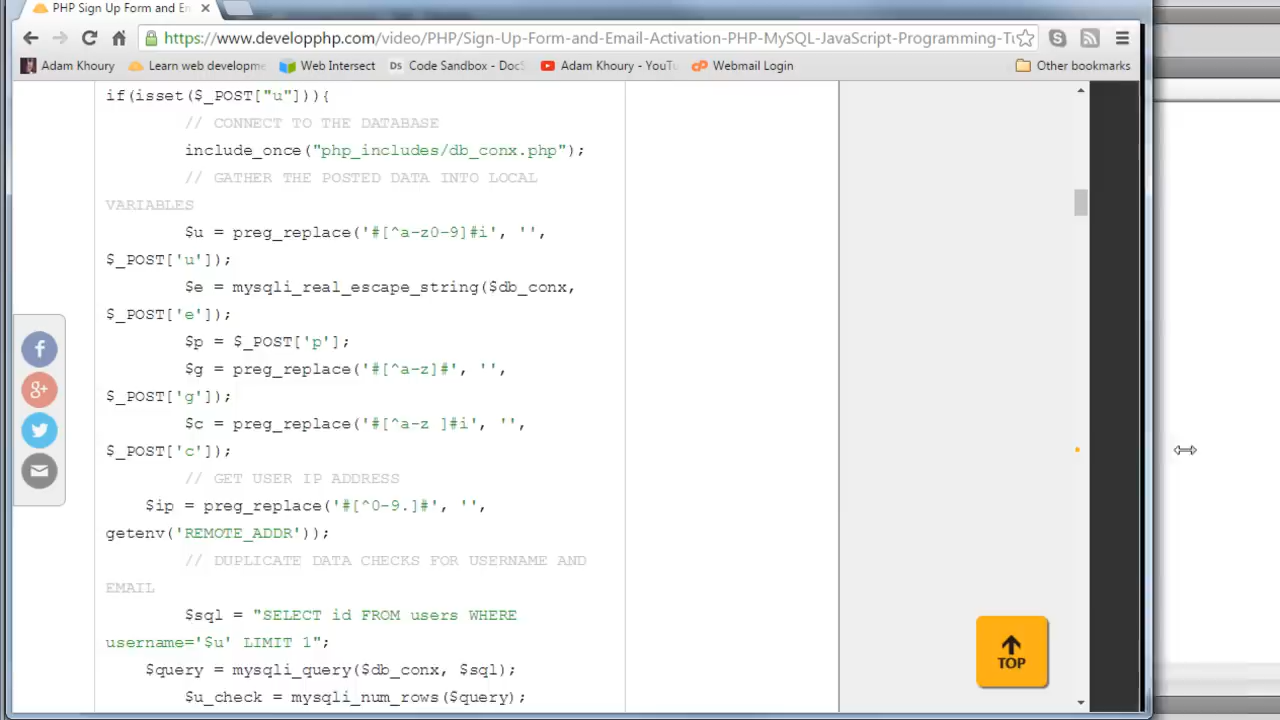 PHP Sign Up Form and En
https://www.developphp.com/video/PHP/Sign-Up-Form-and-Email-Activation-PHP-MySQL-JavaScript-Programming-Tu
Adam Khoury Learn web developme Web Intersect Ds Code Sandbox - DocS Adam Khoury - YouTu cP Webmail Login Other bookmarks
if(isset($_POST["u"])){
// CONNECT TO THE DATABASE
include_once("php_includes/db_conx.php");
// GATHER THE POSTED DATA INTO LOCAL
VARIABLES
$u = preg_replace('#[^a-z0-9]#i', '',
$_POST['u']);
$e = mysqli_real_escape_string($db_conx,
$_POST['e']);
$p = $_POST['p'];
$g = preg_replace('#[^a-z]#', '',
$_POST['g']);
$c = preg_replace('#[^a-z ]#i', '',
$_POST['c']);
// GET USER IP ADDRESS
$ip = preg_replace('#[^0-9.]#', '',
getenv('REMOTE_ADDR'));
// DUPLICATE DATA CHECKS FOR USERNAME AND
EMAIL
$sql = "SELECT id FROM users WHERE
username='$u' LIMIT 1";
$query = mysqli_query($db_conx, $sql);
$u_check = mysqli_num_rows($query);
TOP